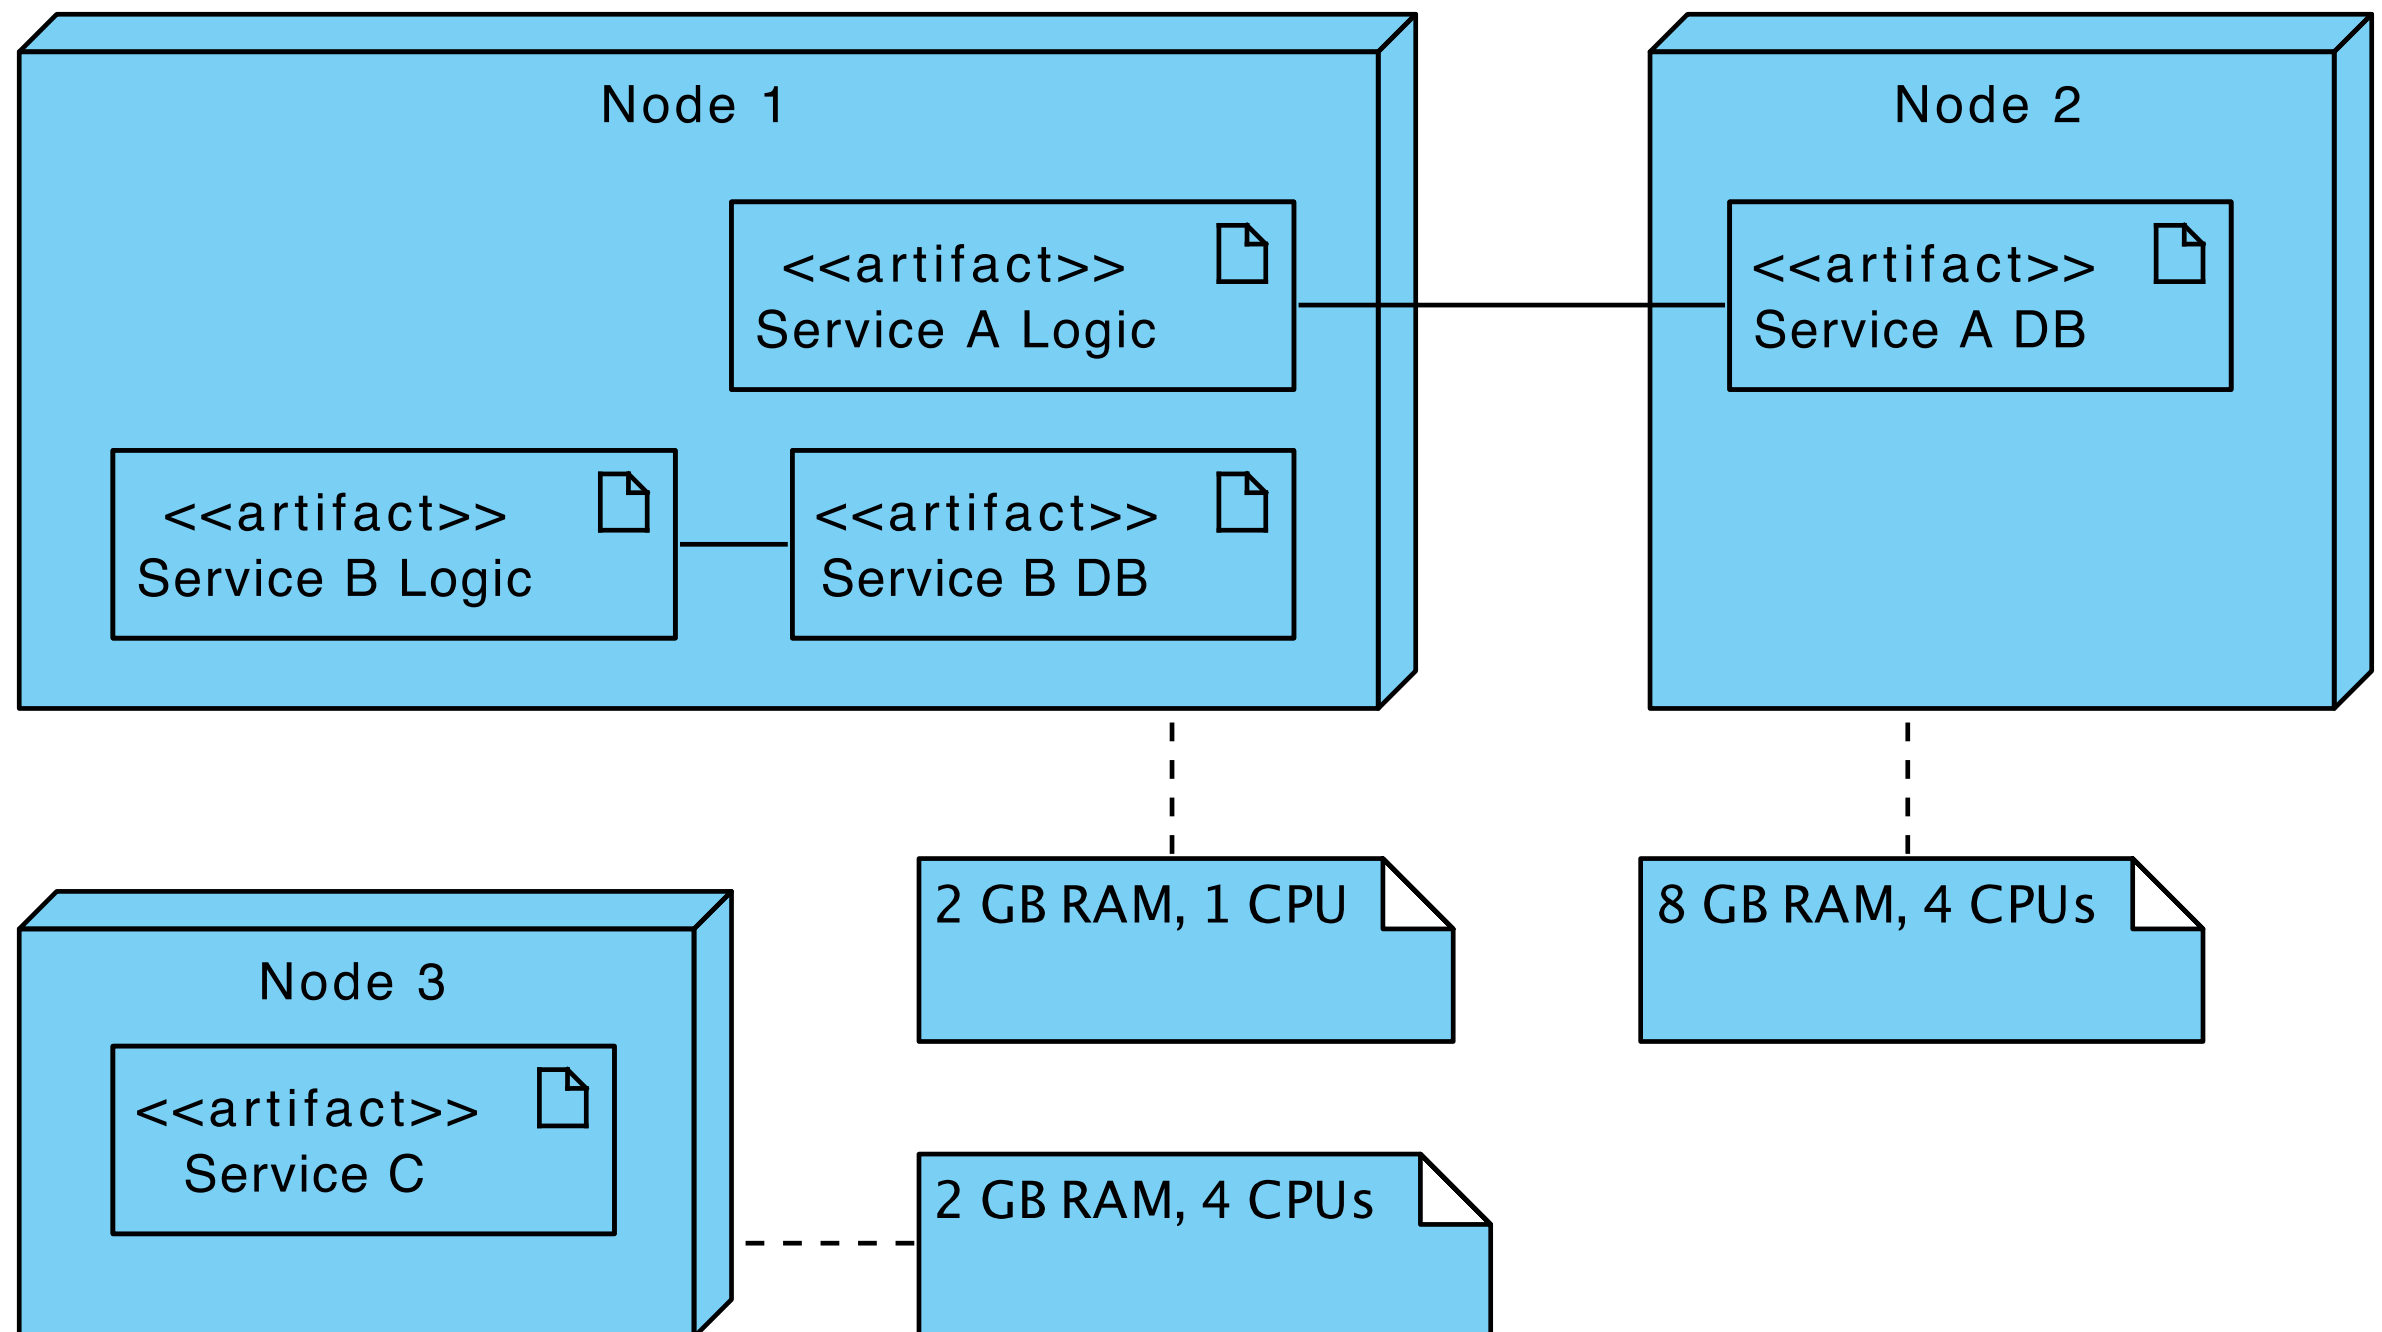 Node 1
<<artifact>>
Service A Logic
<<artifact>>
Service B Logic
<<artifact>>
Service B DB
Node 2
<<artifact>>
Service A DB
2 GB RAM, 1 CPU
8 GB RAM, 4 CPUs
Node 3
<<artifact>>
Service C
2 GB RAM, 4 CPUs